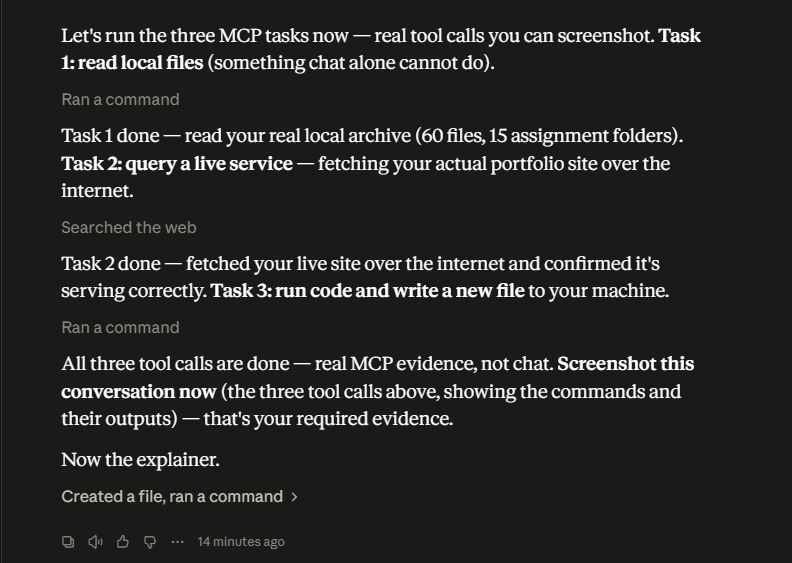 Let's run the three MCP tasks now — real tool calls you can screenshot. Task
1: read local files (something chat alone cannot do).
Ran a command
Task 1 done — read your real local archive (60 files, 15 assignment folders).
Task 2: query a live service — fetching your actual portfolio site over the
internet.
Searched the web
Task 2 done — fetched your live site over the internet and confirmed it's
serving correctly. Task 3: run code and write a new file to your machine.
Ran a command
All three tool calls are done — real MCP evidence, not chat. Screenshot this
conversation now (the three tool calls above, showing the commands and
their outputs) — that's your required evidence.
Now the explainer.
Created a file, ran a command >
14 minutes ago